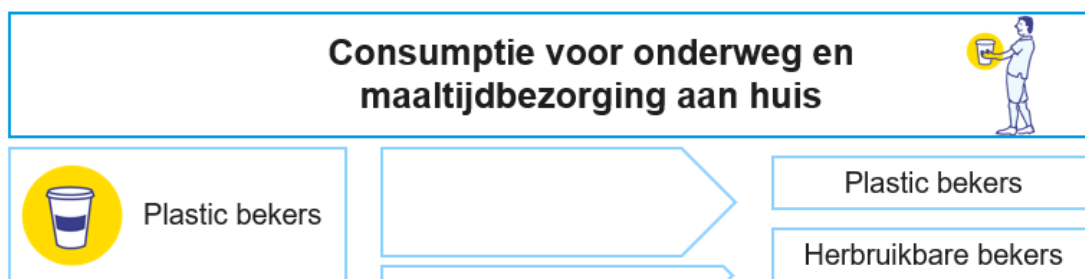 Consumptie voor onderweg en
maaltijdbezorging aan huis
Plastic bekers
Plastic bekers
Herbruikbare bekers